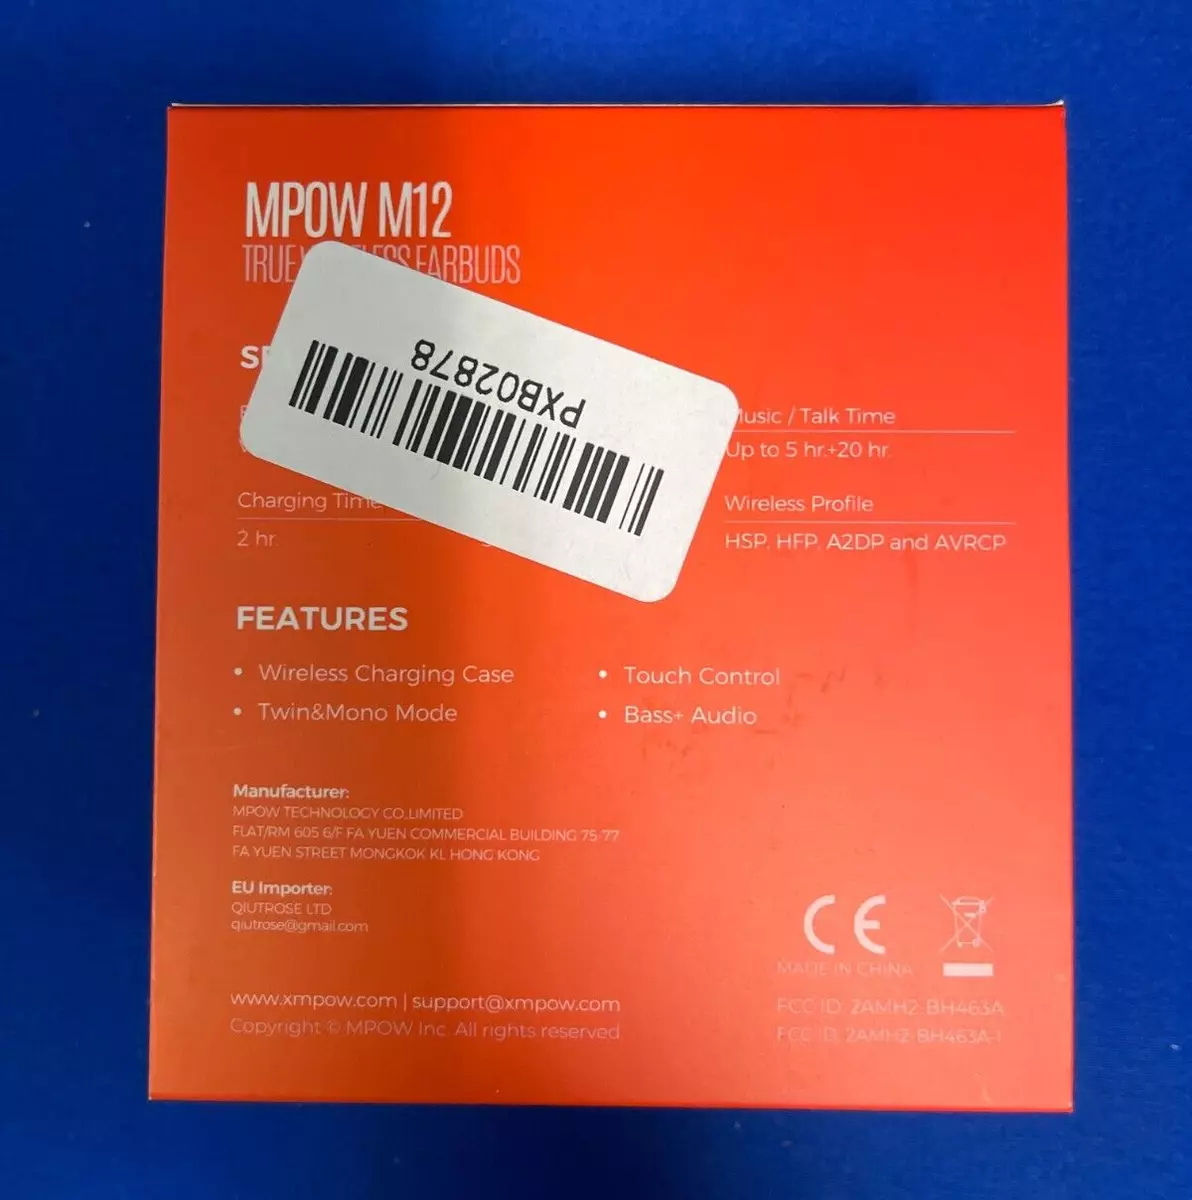 MPOW M12
TRUE EARBUDS
PXB02878
Music / Talk Time
Up to 5 hr.+20 hr.
Charging Time
2 hr.
Wireless Profile
HSP, HFP, A2DP and AVRCP
FEATURES
• Wireless Charging Case
• Touch Control
• Twin&Mono Mode
• Bass+ Audio
Manufacturer:
MPOW TECHNOLOGY CO.,LIMITED
FLAT/RM 605 6/F FA YUEN COMMERCIAL BUILDING 75-77
FA YUEN STREET MONGKOK KL HONG KONG
EU Importer:
QIUTROSE LTD
qiutrose@gmail.com
CE
MADE IN CHINA
www.xmpow.com | support@xmpow.com
FCC ID: 2AMH2-BH463A
Copyright © MPOW Inc. All rights reserved.
FCC ID: 2AMH2-BH463A-1